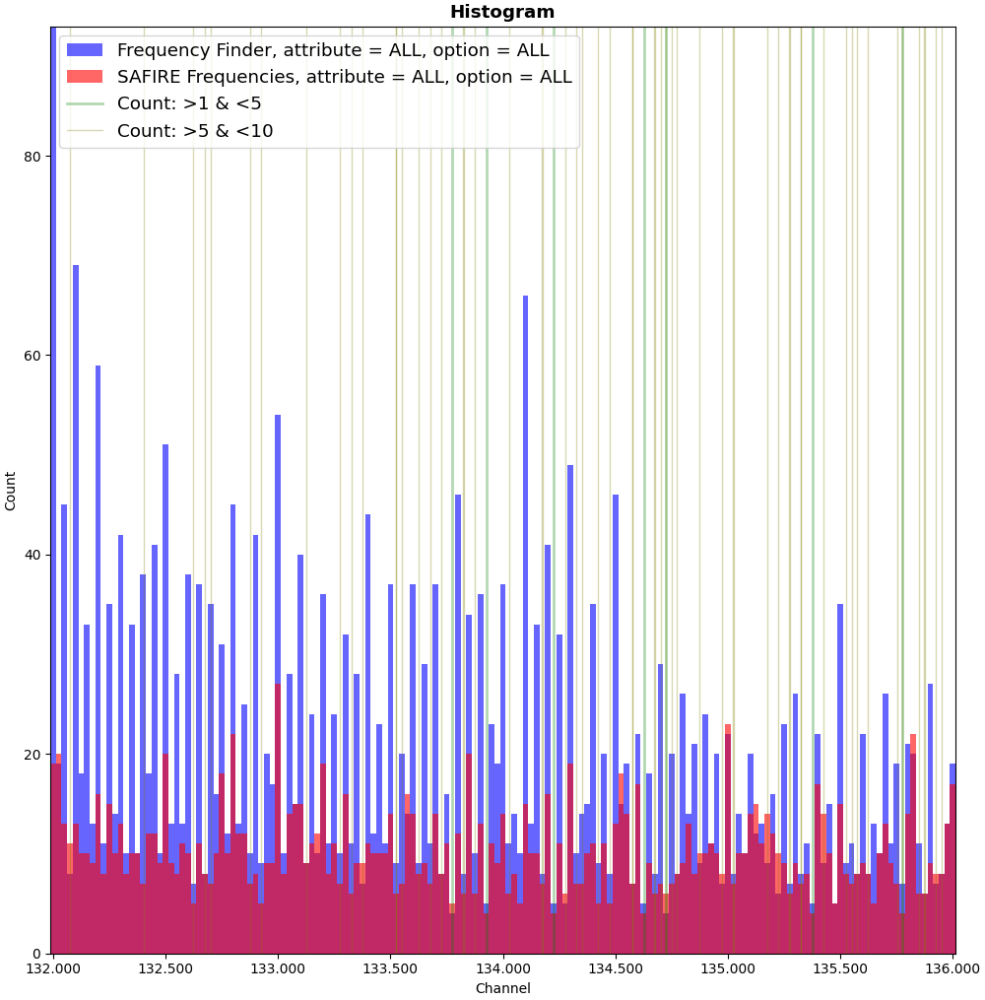 Histogram
Frequency Finder, attribute = ALL, option = ALL
SAFIRE Frequencies, attribute = ALL, option = ALL
Count: >1 & <5
Count: >5 & <10
80
60
40
20
0
Count
132.000 132.500 133.000 133.500 134.000 134.500 135.000 135.500 136.000
Channel